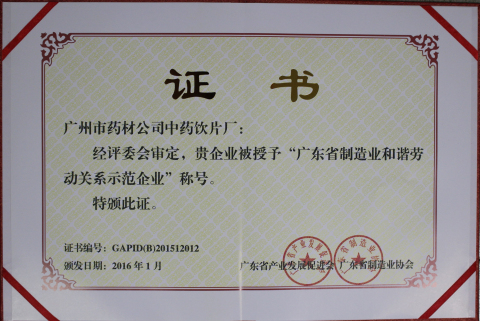 证 书
广州市药材公司中药饮片厂：
经评委会审定，贵企业被授予“广东省制造业和谐劳
动关系示范企业”称号。
特颁此证。
证书编号：GAPID(B)201512012
颁发日期：2016年1月
广东省产业发展促进会 广东省制造业协会